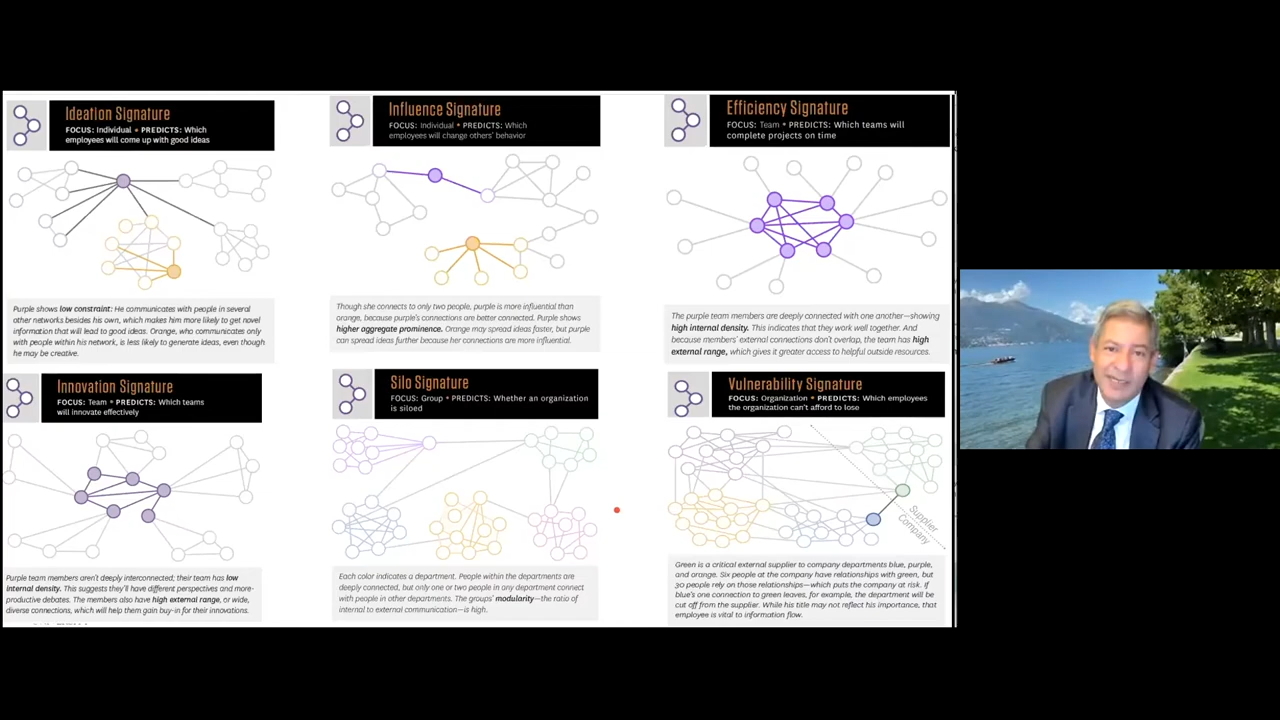 Ideation Signature
FOCUS: Individual • PREDICTS: Which
employees will come up with good ideas
Purple shows low constraint: He communicates with people in several
other networks besides his own, which makes him more likely to get novel
information that will lead to good ideas. Orange, who communicates only
with people within his network, is less likely to generate ideas, even though
he may be creative.
Influence Signature
FOCUS: Individual • PREDICTS: Which
employees will change others' behavior
Though she connects to only two people, purple is more influential than
orange, because purple's connections are better connected. Purple shows
higher aggregate prominence. Orange may spread ideas faster, but purple
can spread ideas further because her connections are more influential.
Efficiency Signature
FOCUS: Team • PREDICTS: Which teams will
complete projects on time
The purple team members are deeply connected with one another—showing
high internal density. This indicates that they work well together. And
because members' external connections don't overlap, the team has high
external range, which gives it greater access to helpful outside resources.
Innovation Signature
FOCUS: Team • PREDICTS: Which teams
will innovate effectively
Purple team members aren't deeply interconnected; their team has low
internal density. This suggests they'll have different perspectives and more-
productive debates. The members also have high external range, or wide,
diverse connections, which will help them gain buy-in for their innovations.
Silo Signature
FOCUS: Group • PREDICTS: Whether an organization
is siloed
Each color indicates a department. People within the departments are
deeply connected, but only one or two people in any department connect
with people in other departments. The groups' modularity—the ratio of
internal to external communication—is high.
Vulnerability Signature
FOCUS: Organization • PREDICTS: Which employees
the organization can't afford to lose
Supplier
Company
Green is a critical external supplier to company departments blue, purple,
and orange. Six people at the company have relationships with green, but
30 people rely on those relationships—which puts the company at risk. If
blue's one connection to green leaves, for example, the department will be
cut off from the supplier. While his title may not reflect his importance, that
employee is vital to information flow.